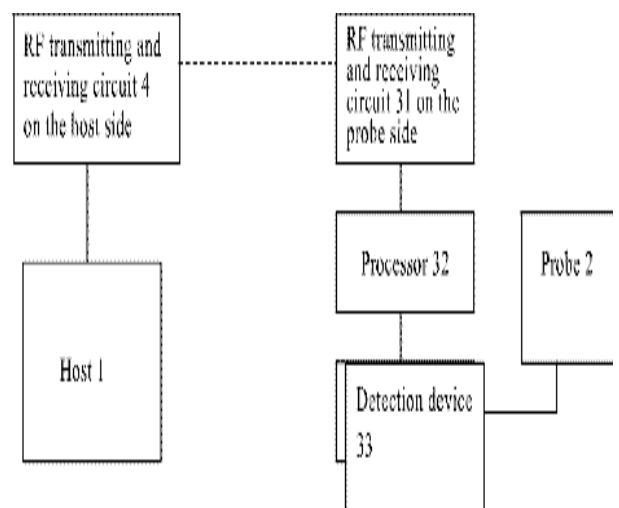 RF transmitting and
receiving circuit 4
on the host side
RF transmitting
and receiving
circuit 31 on the
probe side
Processor 32
Probe 2
Host 1
Detection device
33